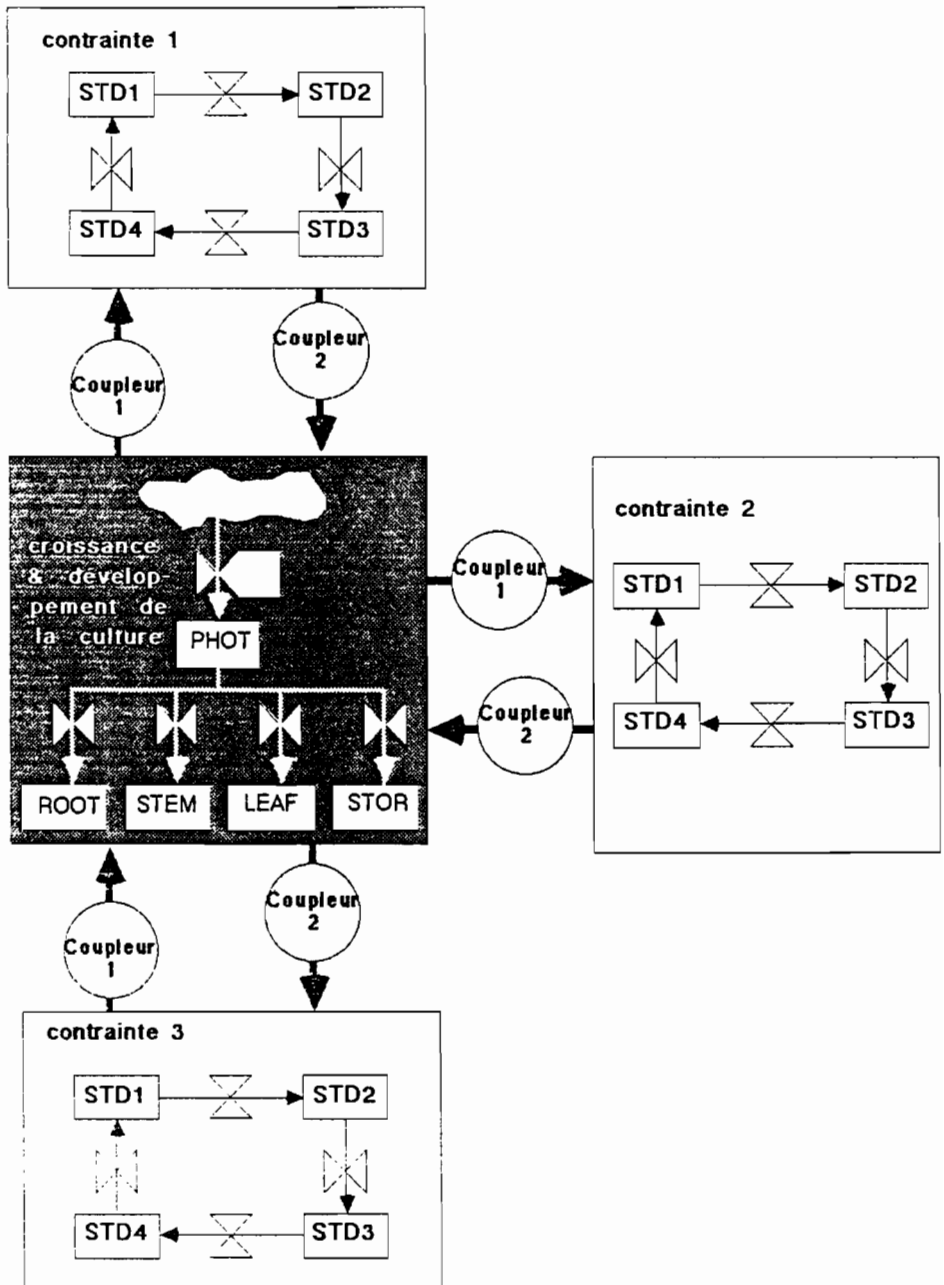 contrainte 1
STD1
STD2
STD4
STD3
Coupleur
2
Coupleur
1
croissance
& dévelop-
pement de
la culture
PHOT
ROOT
STEM
LEAF
STOR
Coupleur
1
Coupleur
2
contrainte 2
STD1
STD2
STD4
STD3
Coupleur
2
Coupleur
1
contrainte 3
STD1
STD2
STD4
STD3